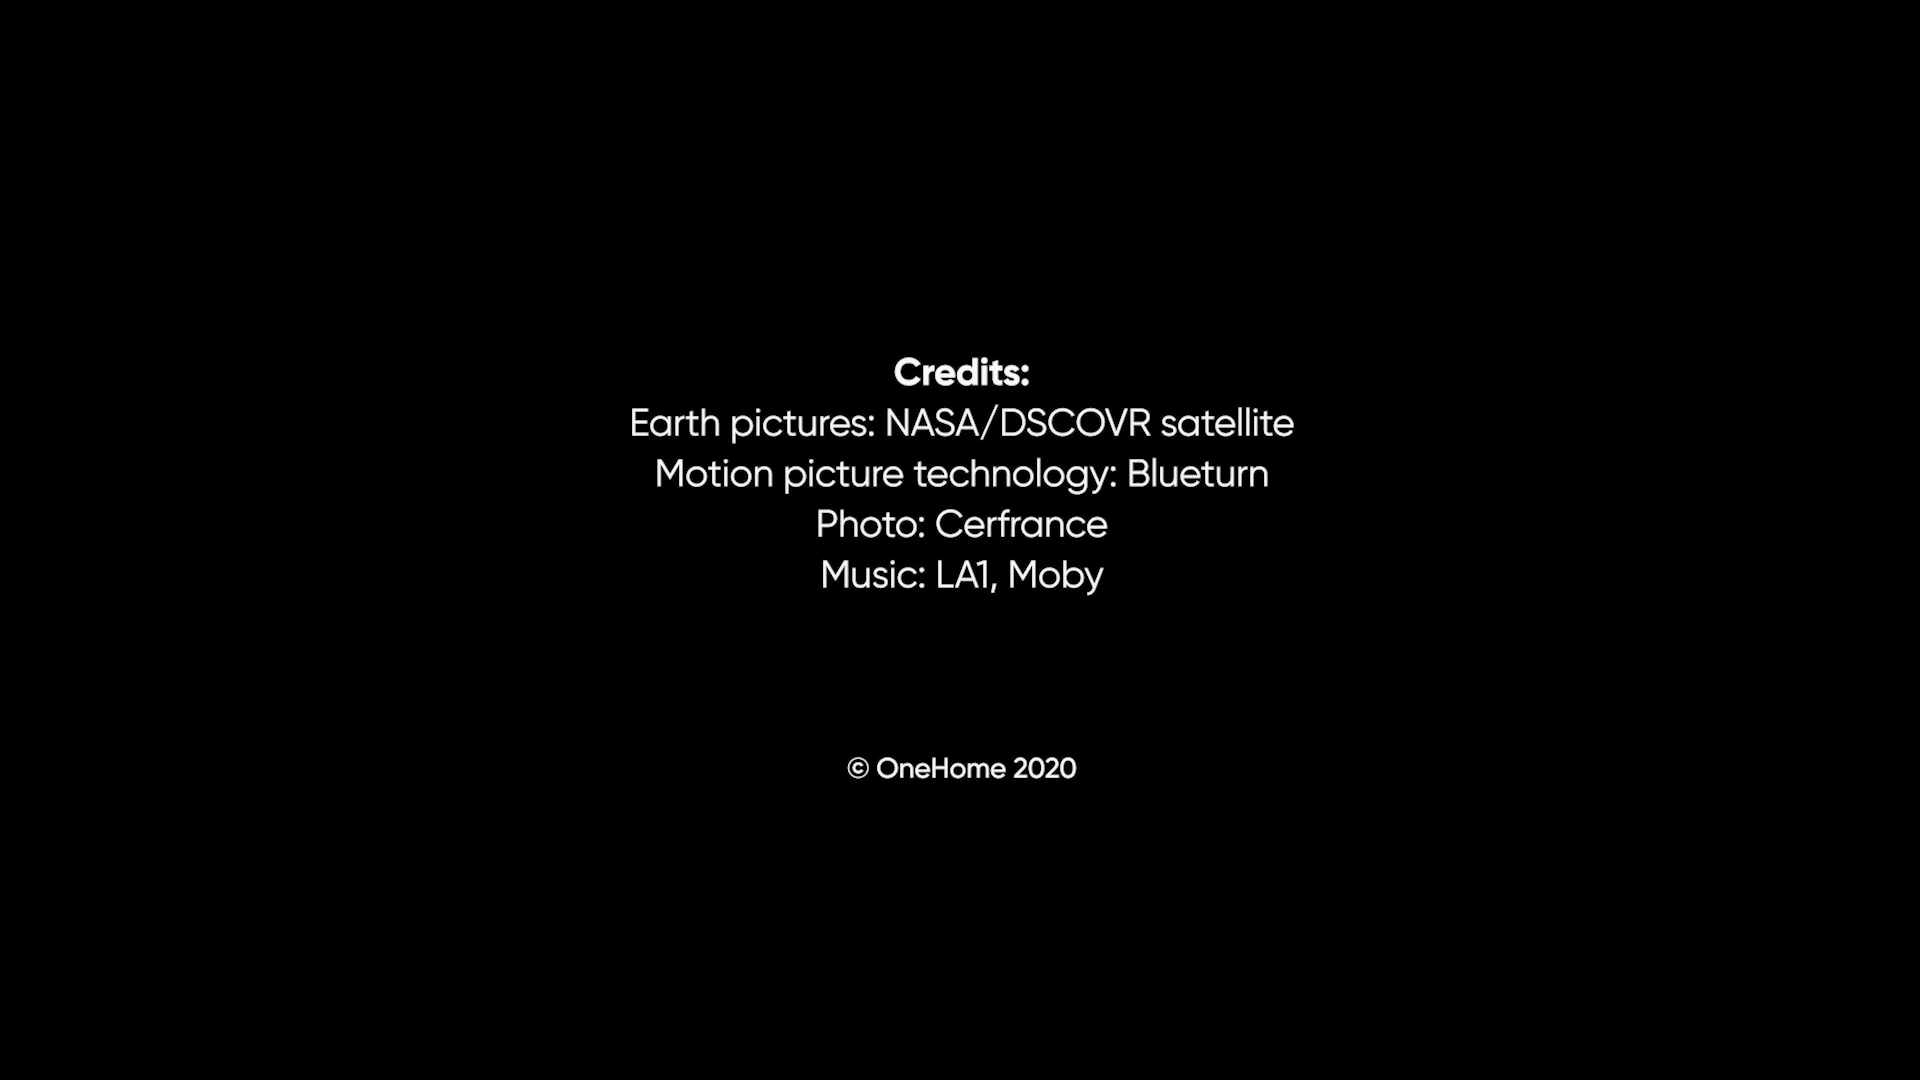 Credits:
Earth pictures: NASA/DSCOVR satellite
Motion picture technology: Blueturn
Photo: Cerfrance
Music: LA1, Moby
© OneHome 2020